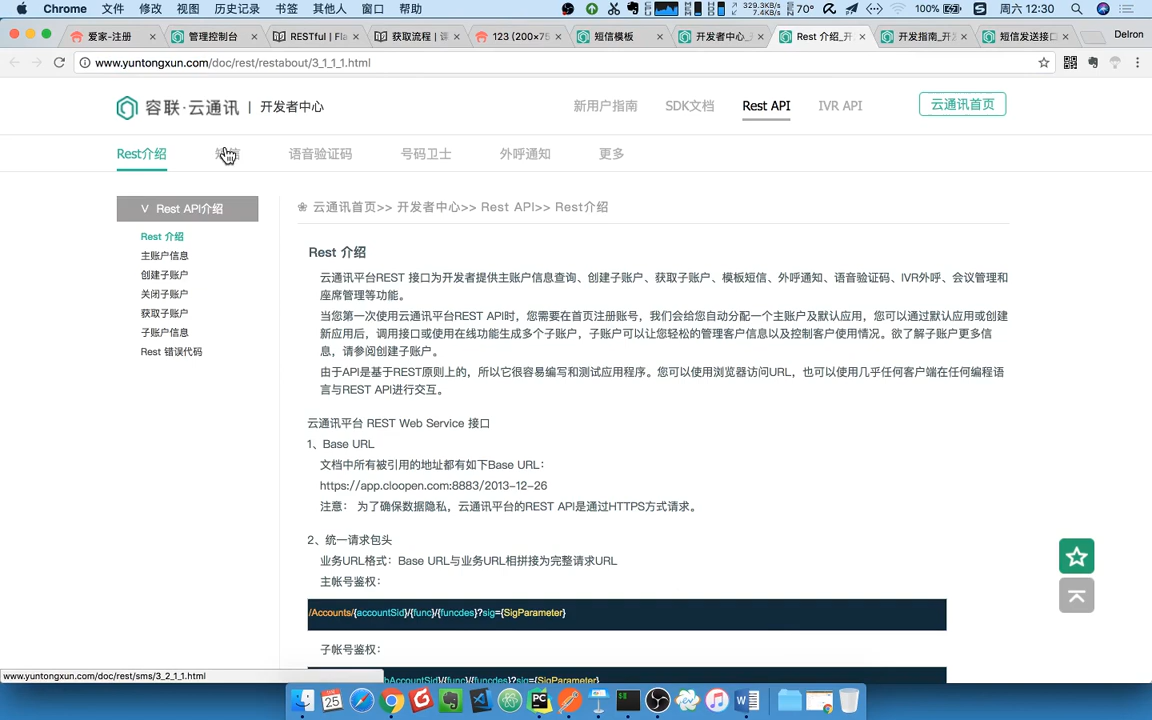 Chrome 文件 修改 视图 历史记录 书签 其他人 窗口 帮助 329.3KB/s 7.4KB/s 70° 100% 周六 12:30
爱家-注册 管理控制台 RESTful | Fla 获取流程 | 123 (200×75 短信模板 开发者中心_ Rest 介绍_开 开发指南_开 短信发送接口 Delron
www.yuntongxun.com/doc/rest/restabout/3_1_1_1.html
容联·云通讯 | 开发者中心 新用户指南 SDK文档 Rest API IVR API 云通讯首页
Rest介绍 语音验证码 号码卫士 外呼通知 更多
V Rest API介绍
Rest 介绍
主账户信息
创建子账户
关闭子账户
获取子账户
子账户信息
Rest 错误代码
❀ 云通讯首页>> 开发者中心>> Rest API>> Rest介绍
Rest 介绍
云通讯平台REST 接口为开发者提供主账户信息查询、创建子账户、获取子账户、模板短信、外呼通知、语音验证码、IVR外呼、会议管理和
座席管理等功能。
当您第一次使用云通讯平台REST API时，您需要在首页注册账号，我们会给您自动分配一个主账户及默认应用，您可以通过默认应用或创建
新应用后，调用接口或使用在线功能生成多个子账户，子账户可以让您轻松的管理客户信息以及控制客户使用情况。欲了解子账户更多信
息，请参阅创建子账户。
由于API是基于REST原则上的，所以它很容易编写和测试应用程序。您可以使用浏览器访问URL，也可以使用几乎任何客户端在任何编程语
言与REST API进行交互。
云通讯平台 REST Web Service 接口
1、Base URL
文档中所有被引用的地址都有如下Base URL：
https://app.cloopen.com:8883/2013-12-26
注意： 为了确保数据隐私，云通讯平台的REST API是通过HTTPS方式请求。
2、统一请求包头
业务URL格式：Base URL与业务URL相拼接为完整请求URL
主帐号鉴权：
/Accounts/{accountSid}/{func}/{funcdes}?sig={SigParameter}
子帐号鉴权：
bAccountSid}/{func}/{funcdes}?sig={SigParameter}
www.yuntongxun.com/doc/rest/sms/3_2_1_1.html